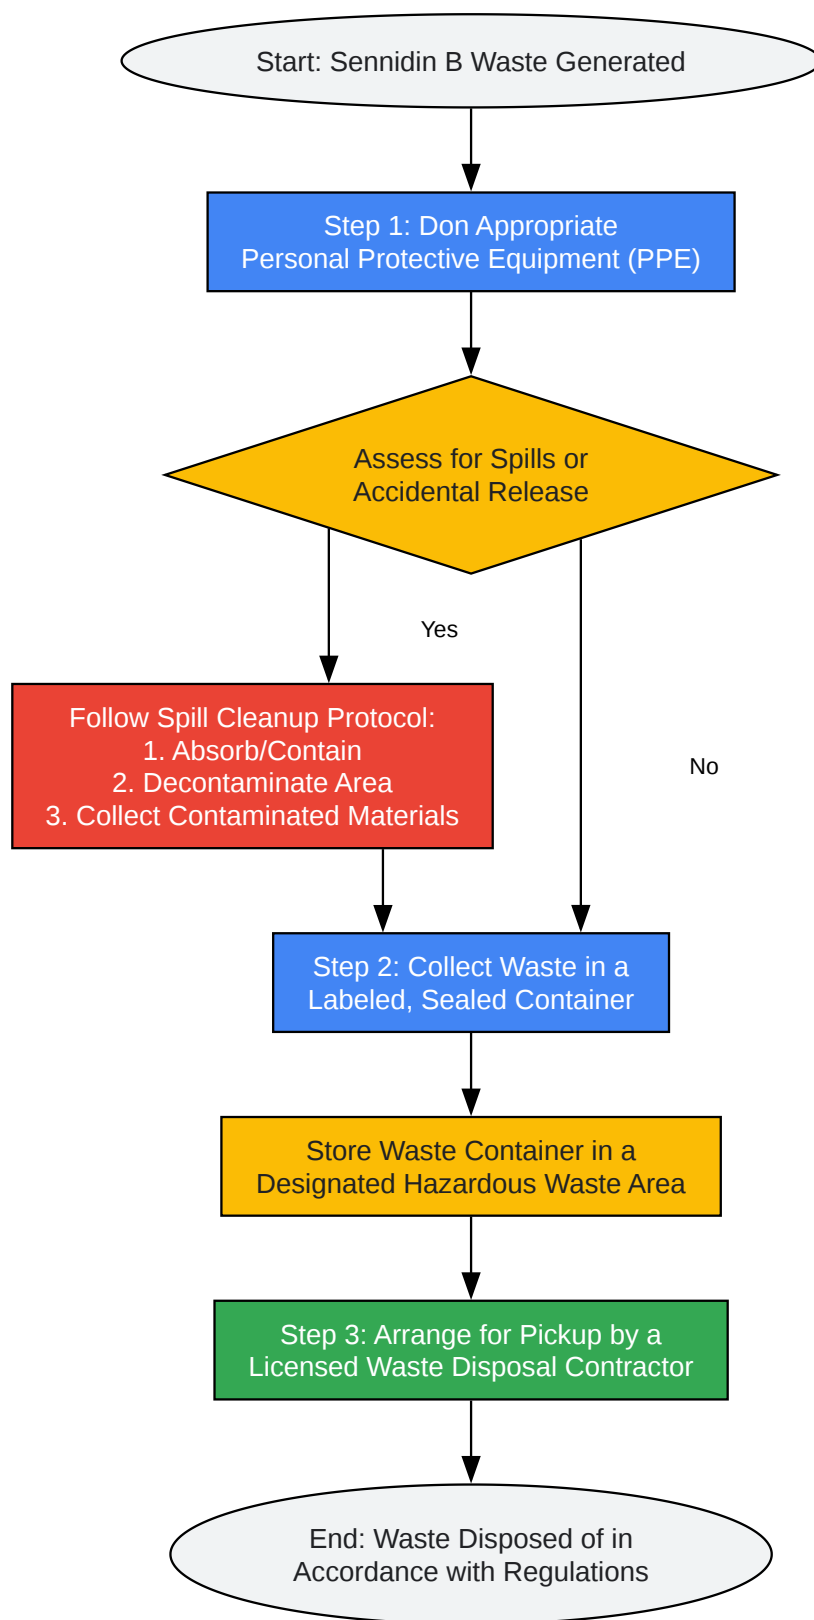 Start: Sennidin B Waste Generated
Step 1: Don Appropriate
Personal Protective Equipment (PPE)
Assess for Spills or
Accidental Release
Yes
Follow Spill Cleanup Protocol:
1. Absorb/Contain
2. Decontaminate Area
3. Collect Contaminated Materials
No
Step 2: Collect Waste in a
Labeled, Sealed Container
Store Waste Container in a
Designated Hazardous Waste Area
Step 3: Arrange for Pickup by a
Licensed Waste Disposal Contractor
End: Waste Disposed of in
Accordance with Regulations